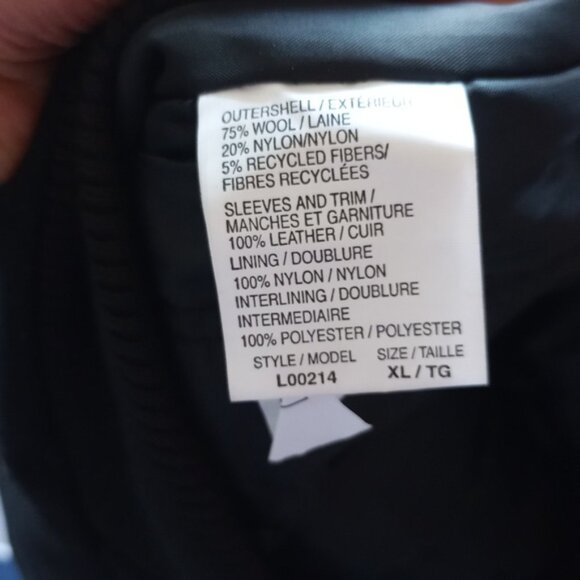 OUTERSHELL / EXTÉRIEUR
75% WOOL / LAINE
20% NYLON/NYLON
5% RECYCLED FIBERS/
FIBRES RECYCLÉES
SLEEVES AND TRIM /
MANCHES ET GARNITURE
100% LEATHER / CUIR
LINING / DOUBLURE
100% NYLON / NYLON
INTERLINING / DOUBLURE
INTERMEDIAIRE
100% POLYESTER / POLYESTER
STYLE / MODEL SIZE / TAILLE
L00214 XL / TG